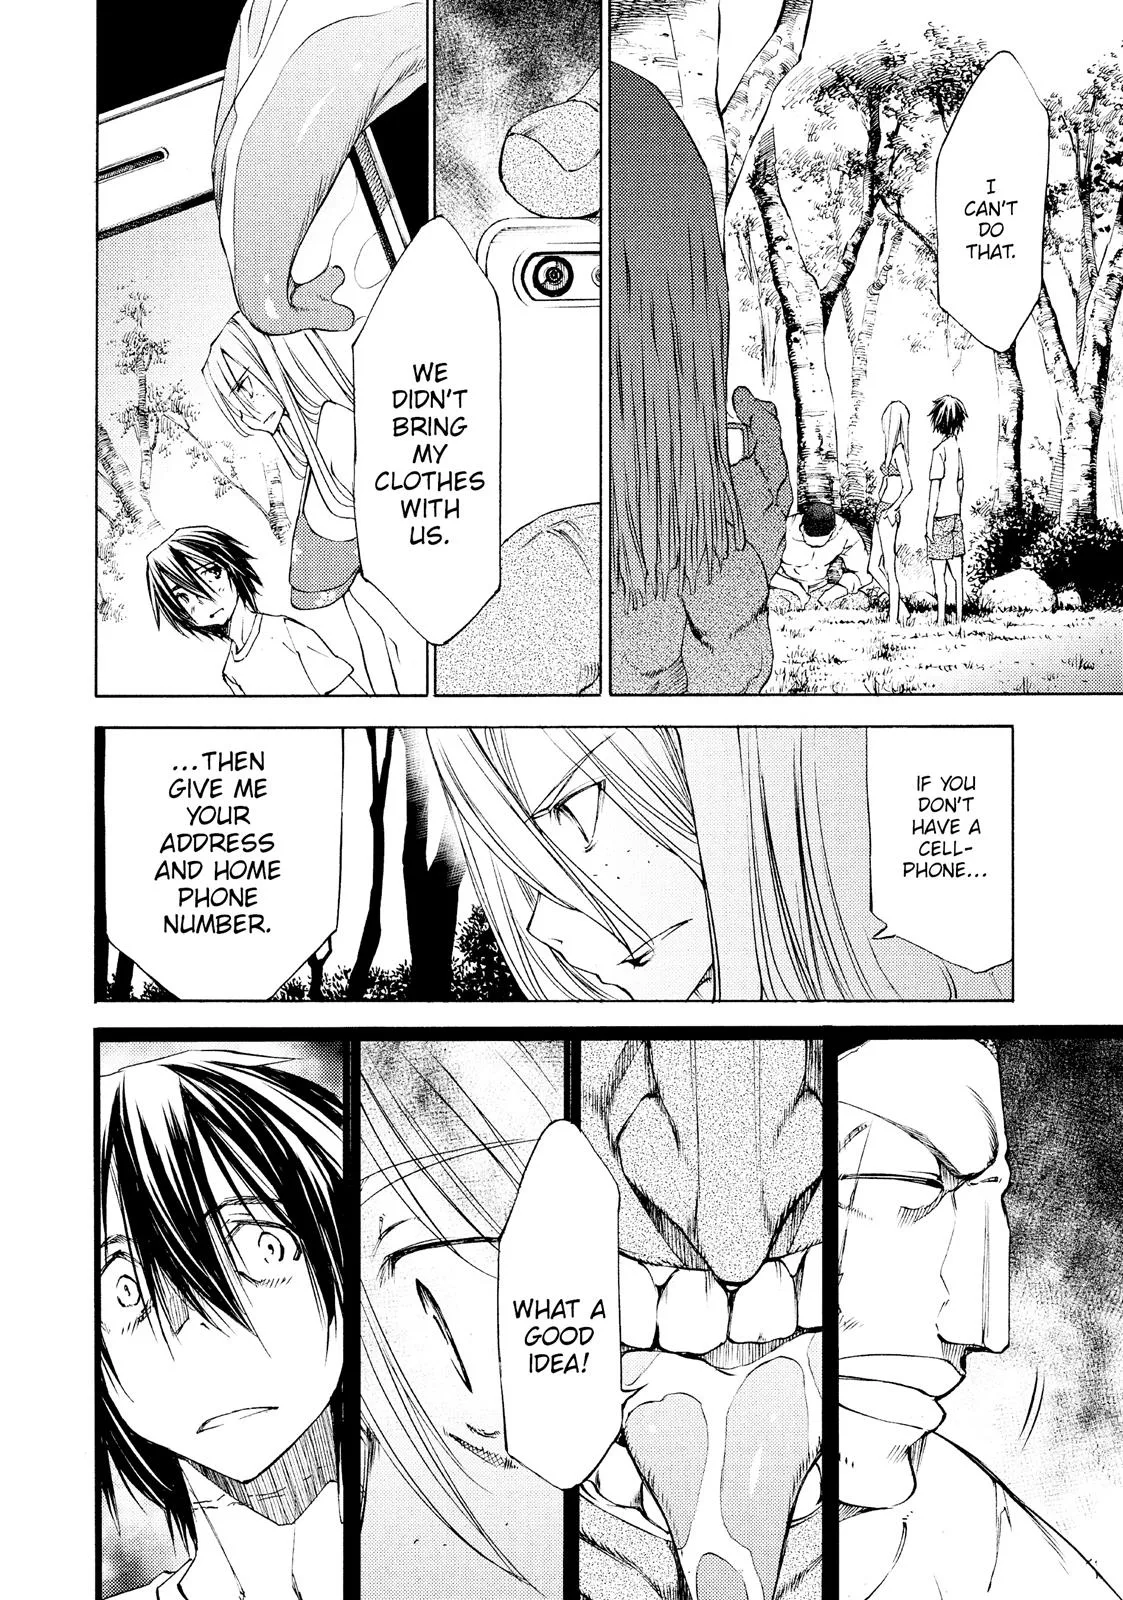 I
CAN'T
DO
THAT.
WE
DIDN'T
BRING
MY
CLOTHES
WITH
US.
IF YOU
DON'T
HAVE A
CELL-
PHONE...
...THEN
GIVE ME
YOUR
ADDRESS
AND HOME
PHONE
NUMBER.
WHAT A
GOOD
IDEA!